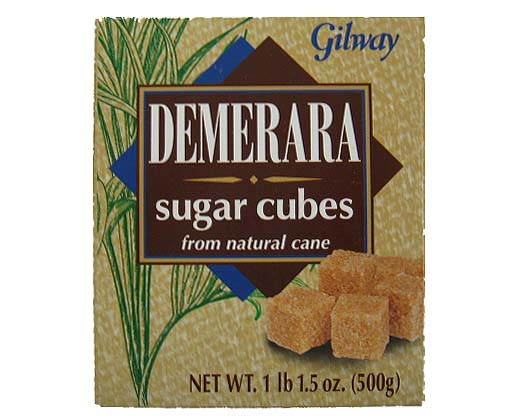 Gilway
DEMERARA
sugar cubes
from natural cane
NET WT. 1 lb 1.5 oz. (500g)